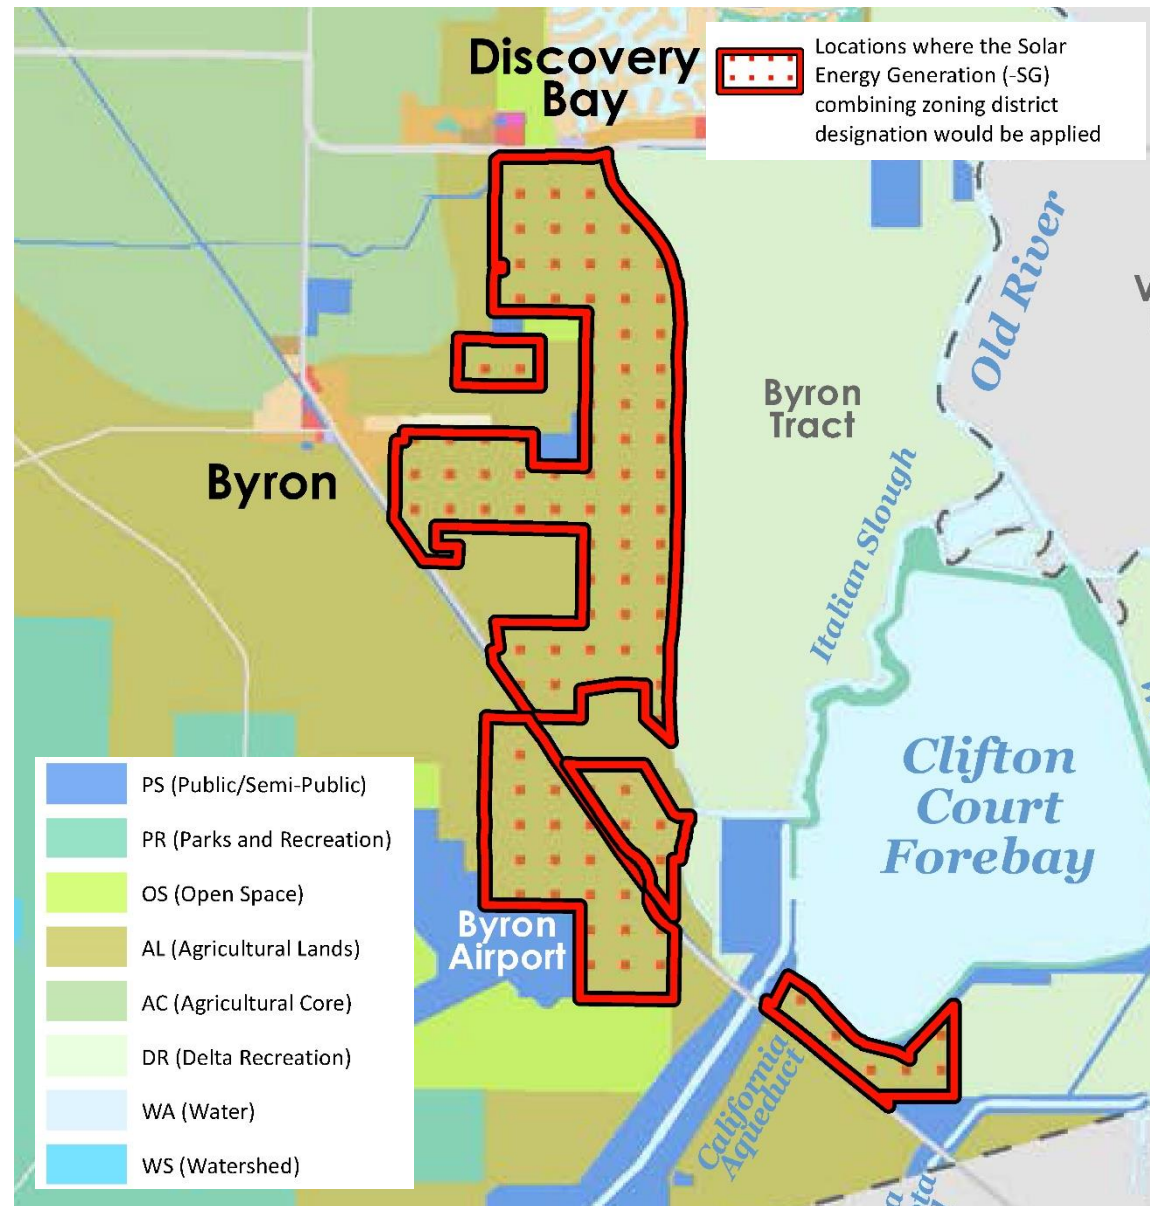 Discovery
Bay
Locations where the Solar
Energy Generation (-SG)
combining zoning district
designation would be applied
Old River
Byron
Tract
Byron
Italian Slough
Clifton
Court
Forebay
PS (Public/Semi-Public)
PR (Parks and Recreation)
OS (Open Space)
AL (Agricultural Lands)
AC (Agricultural Core)
DR (Delta Recreation)
WA (Water)
WS (Watershed)
Byron
Airport
California
Aqueduct